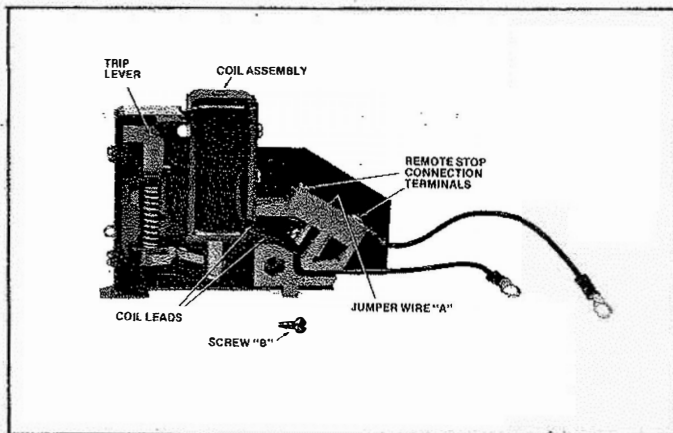 TRIP
LEVER
COIL ASSEMBLY
REMOTE STOP
CONNECTION
TERMINALS
COIL LEADS
JUMPER WIRE "A"
SCREW "B"